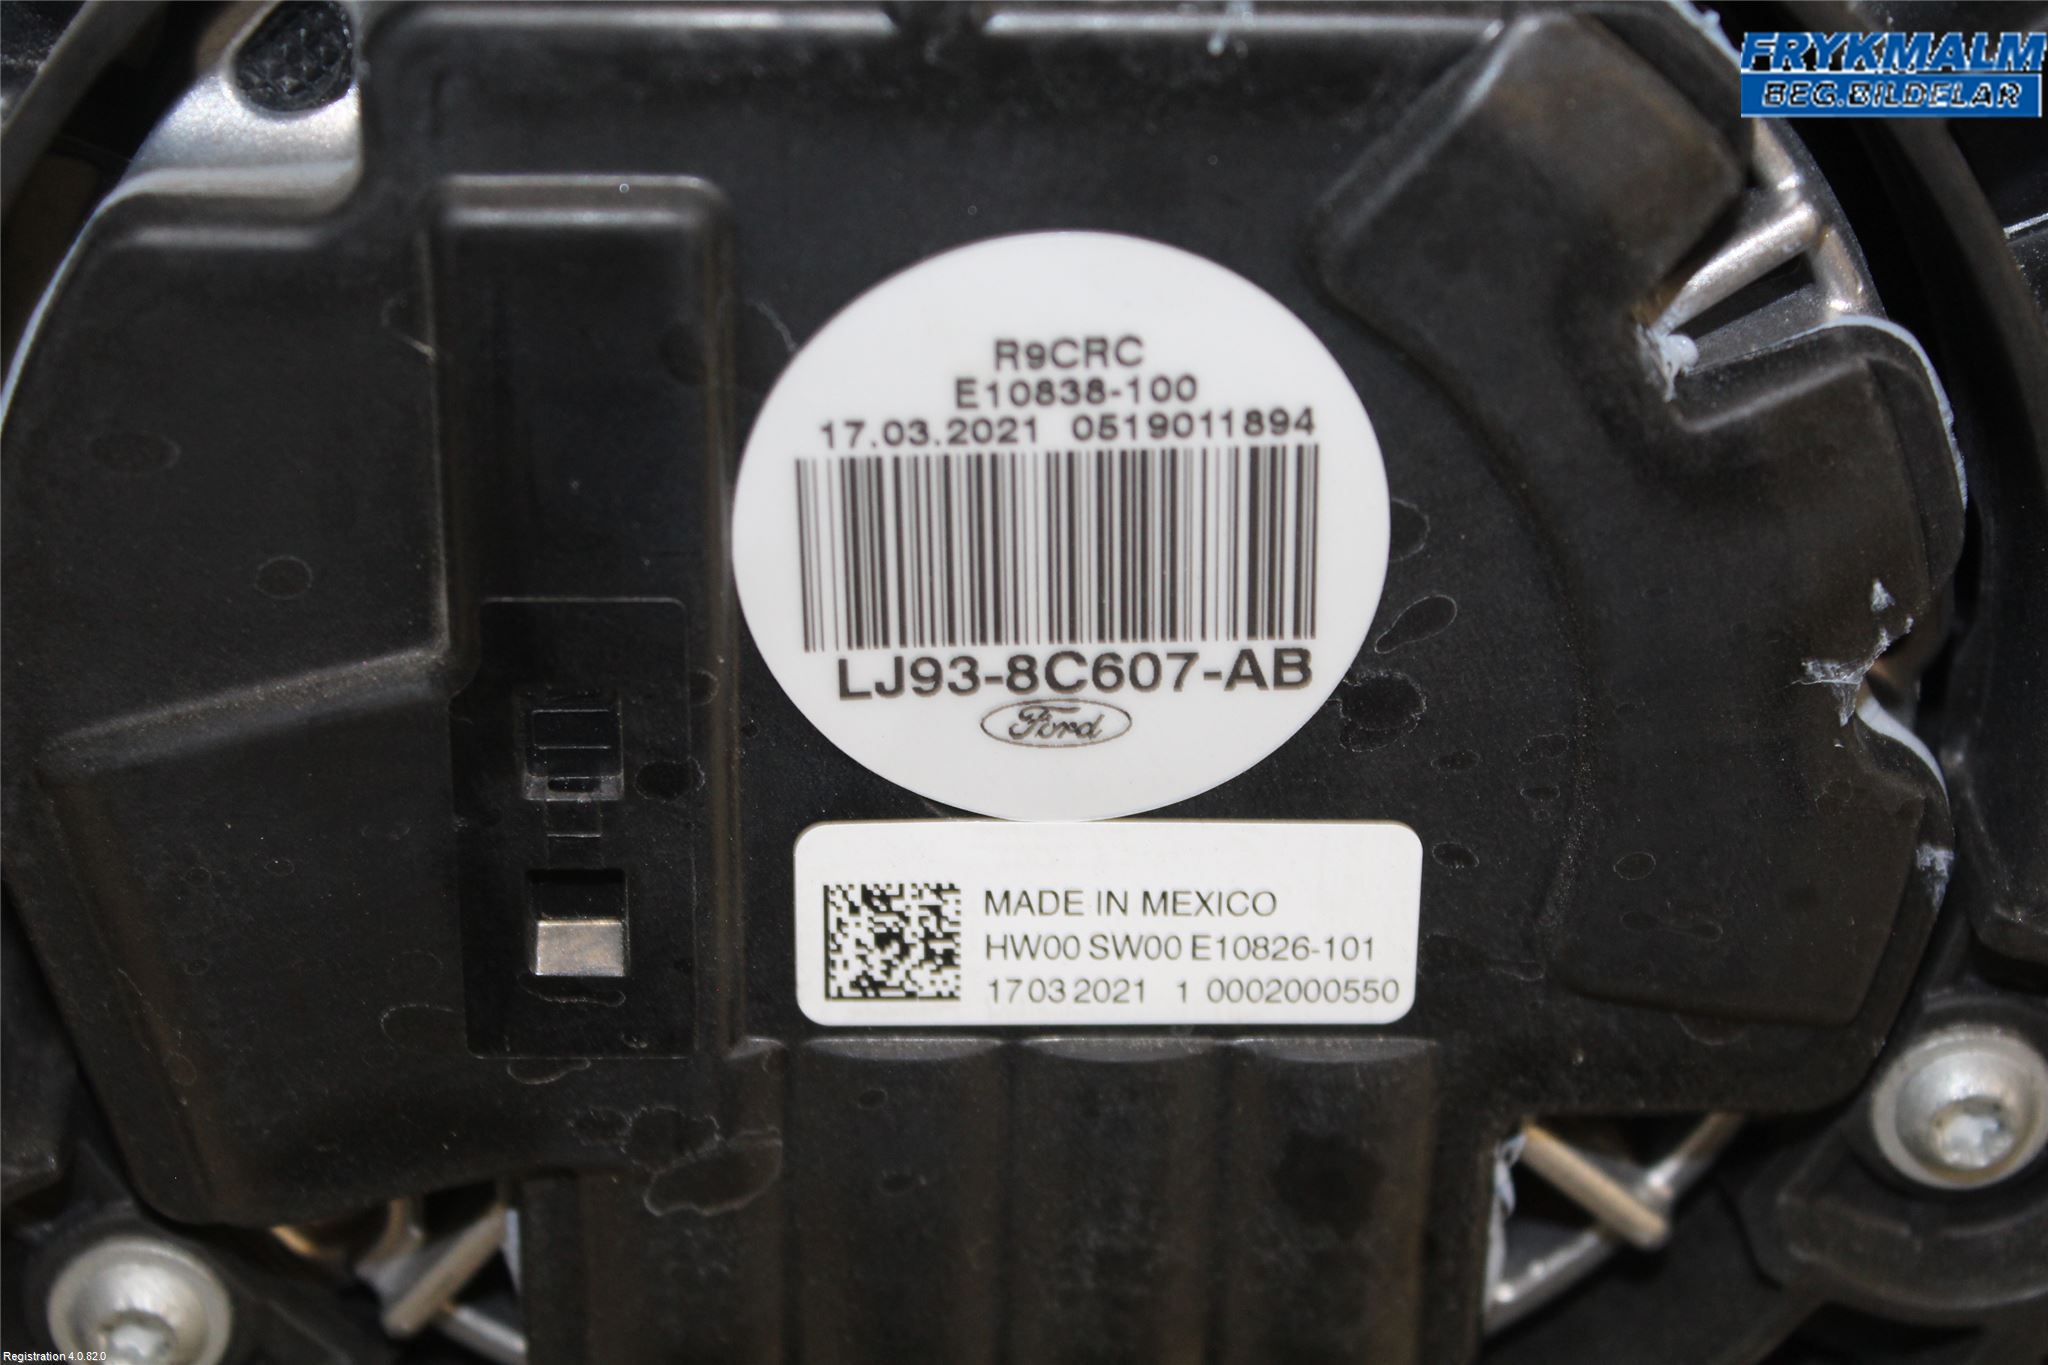 FRYKMALM
BEG.BILDELAR
R9CRC
E10838-100
17.03.2021 0519011894
LJ93-8C607-AB
Ford
MADE IN MEXICO
HW00 SW00 E10826-101
17 03 2021 1 0002000550
Registration 4.0.82.0